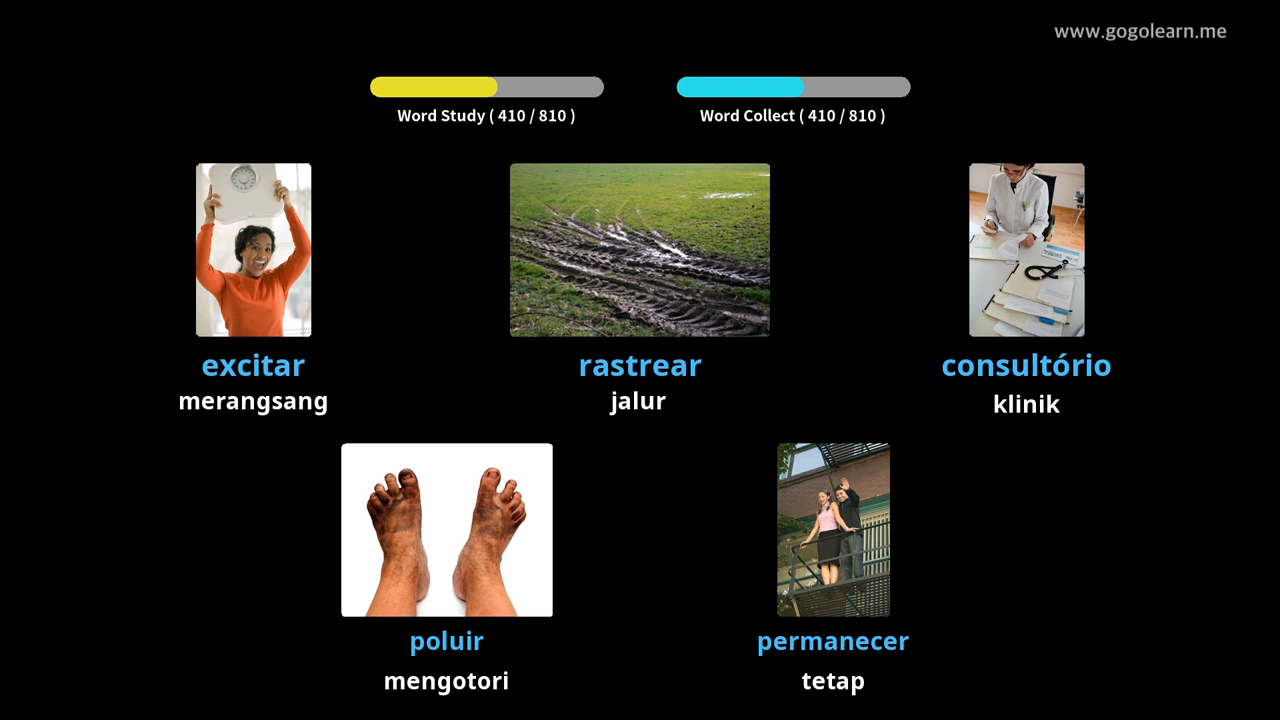 www.gogolearn.me
Word Study ( 410 / 810 )
Word Collect ( 410 / 810 )
excitar
merangsang
rastrear
jalur
consultório
klinik
poluir
mengotori
permanecer
tetap